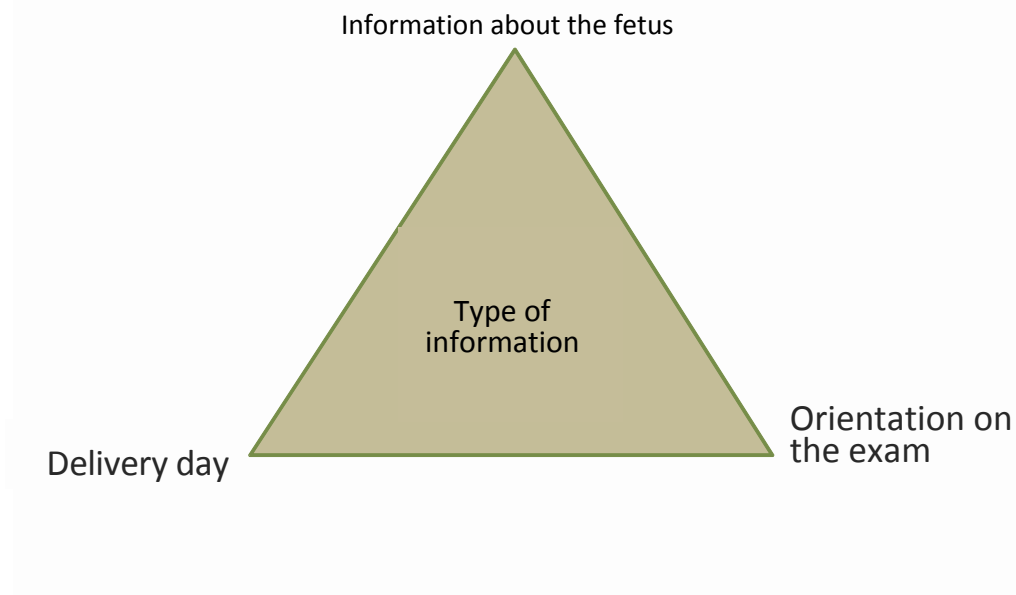 Information about the fetus
Type of
information
Orientation on
the exam
Delivery day